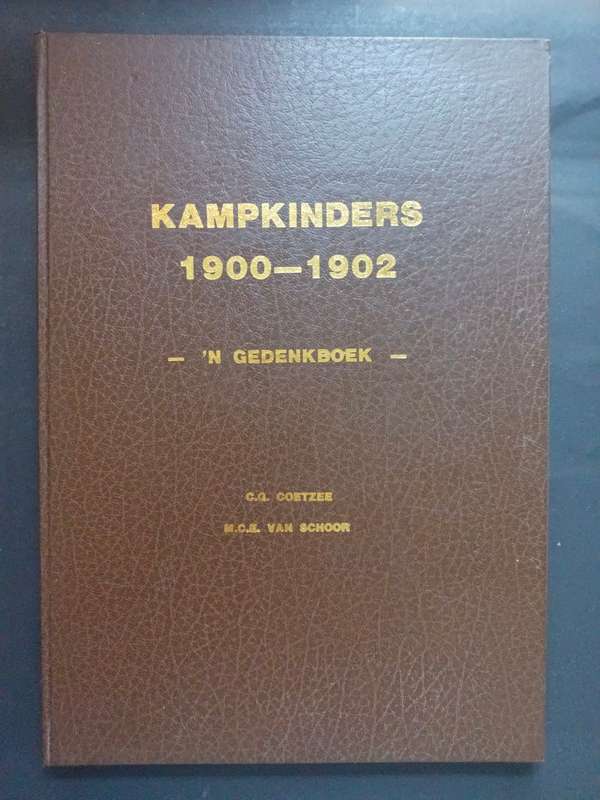 KAMPKINDERS
1900—1902
— 'N GEDENKBOEK —
C.G. COETZEE
M.C.E. VAN SCHOOR